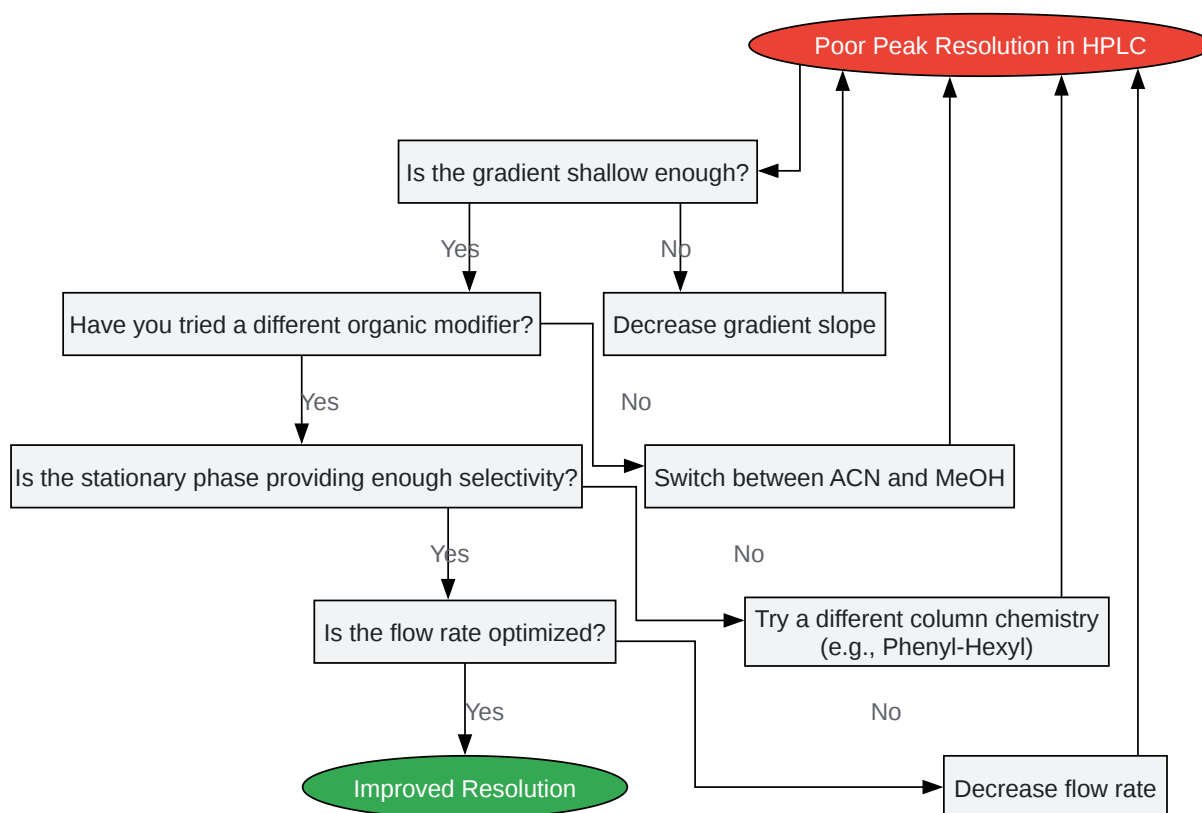 Poor Peak Resolution in HPLC
Is the gradient shallow enough?
Yes
No
Have you tried a different organic modifier?
Decrease gradient slope
Yes
No
Is the stationary phase providing enough selectivity?
Switch between ACN and MeOH
Yes
No
Is the flow rate optimized?
Try a different column chemistry
(e.g., Phenyl-Hexyl)
Yes
No
Improved Resolution
Decrease flow rate